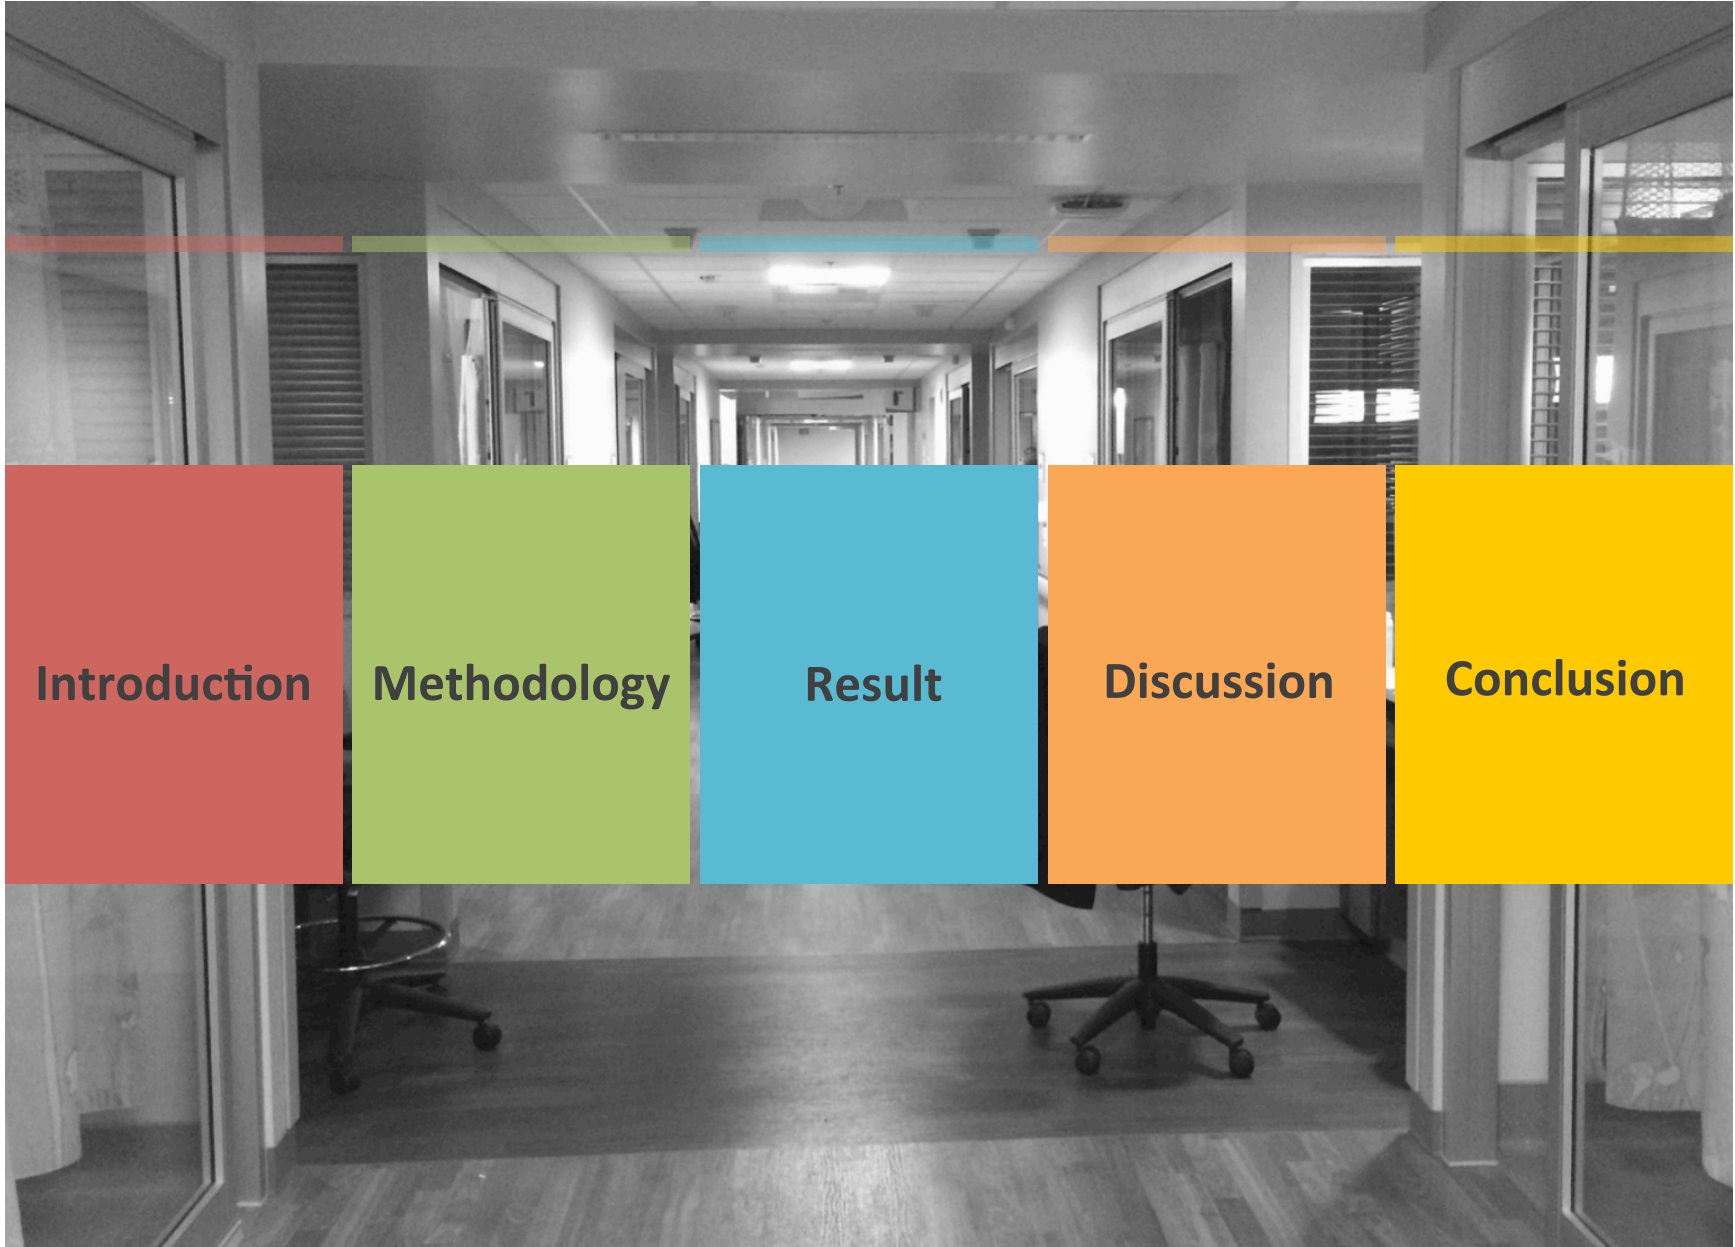 Introduction
Methodology
Result
Discussion
Conclusion